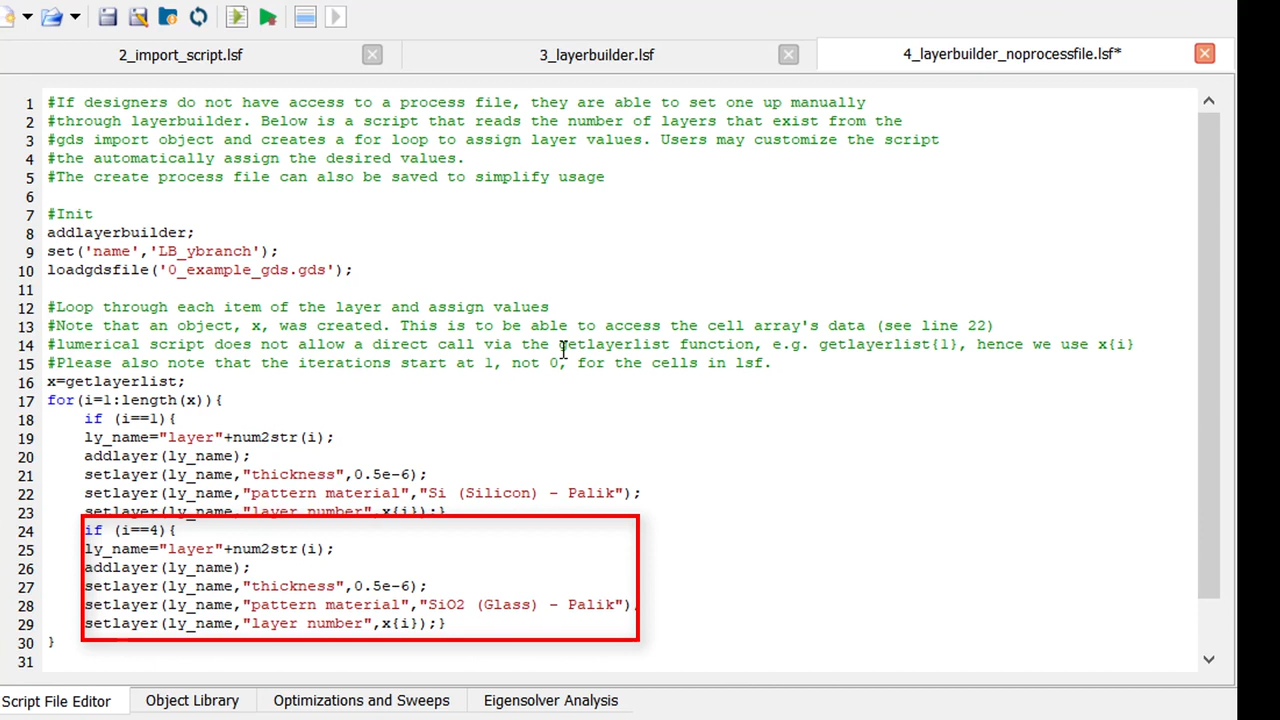 2_import_script.lsf
3_layerbuilder.lsf
4_layerbuilder_noprocessfile.lsf*
1 #If designers do not have access to a process file, they are able to set one up manually
2 #through layerbuilder. Below is a script that reads the number of layers that exist from the
3 #gds import object and creates a for loop to assign layer values. Users may customize the script
4 #the automatically assign the desired values.
5 #The create process file can also be saved to simplify usage
6
7 #Init
8 addlayerbuilder;
9 set('name','LB_ybranch');
10 loadgdsfile('0_example_gds.gds');
11
12 #Loop through each item of the layer and assign values
13 #Note that an object, x, was created. This is to be able to access the cell array's data (see line 22)
14 #lumerical script does not allow a direct call via the getlayerlist function, e.g. getlayerlist{1}, hence we use x{i}
15 #Please also note that the iterations start at 1, not 0, for the cells in lsf.
16 x=getlayerlist;
17 for(i=1:length(x)){
18 if (i==1){
19 ly_name="layer"+num2str(i);
20 addlayer(ly_name);
21 setlayer(ly_name,"thickness",0.5e-6);
22 setlayer(ly_name,"pattern material","Si (Silicon) - Palik");
23 setlayer(ly_name,"layer number",x{i});}
24 if (i==4){
25 ly_name="layer"+num2str(i);
26 addlayer(ly_name);
27 setlayer(ly_name,"thickness",0.5e-6);
28 setlayer(ly_name,"pattern material","SiO2 (Glass) - Palik");
29 setlayer(ly_name,"layer number",x{i});}
30 }
31
Script File Editor
Object Library
Optimizations and Sweeps
Eigensolver Analysis